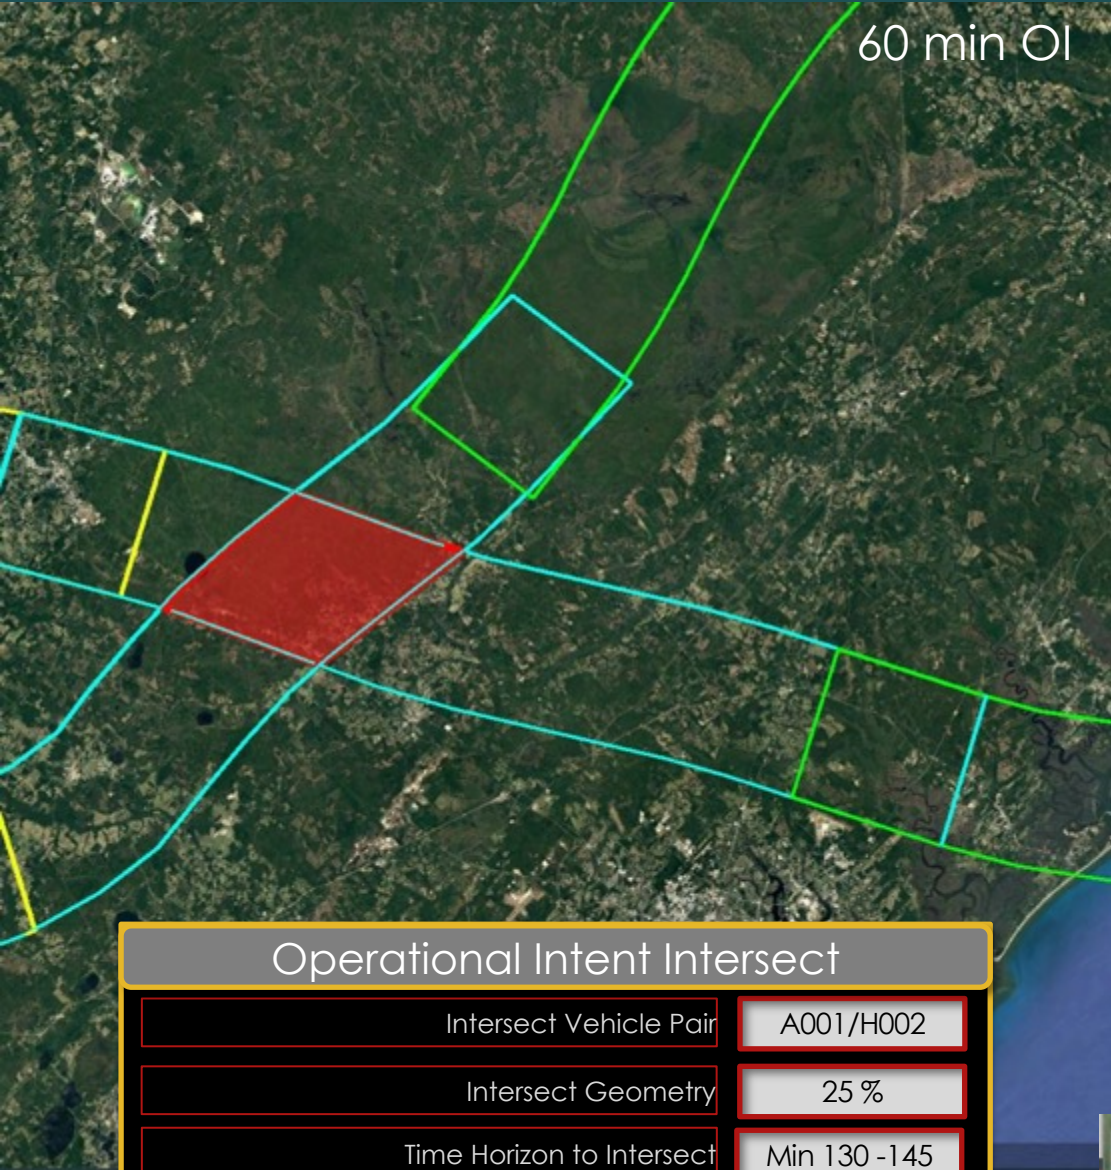 60 min OI
Operational Intent Intersect
Intersect Vehicle Pair A001/H002
Intersect Geometry 25 %
Time Horizon to Intersect Min 130 -145